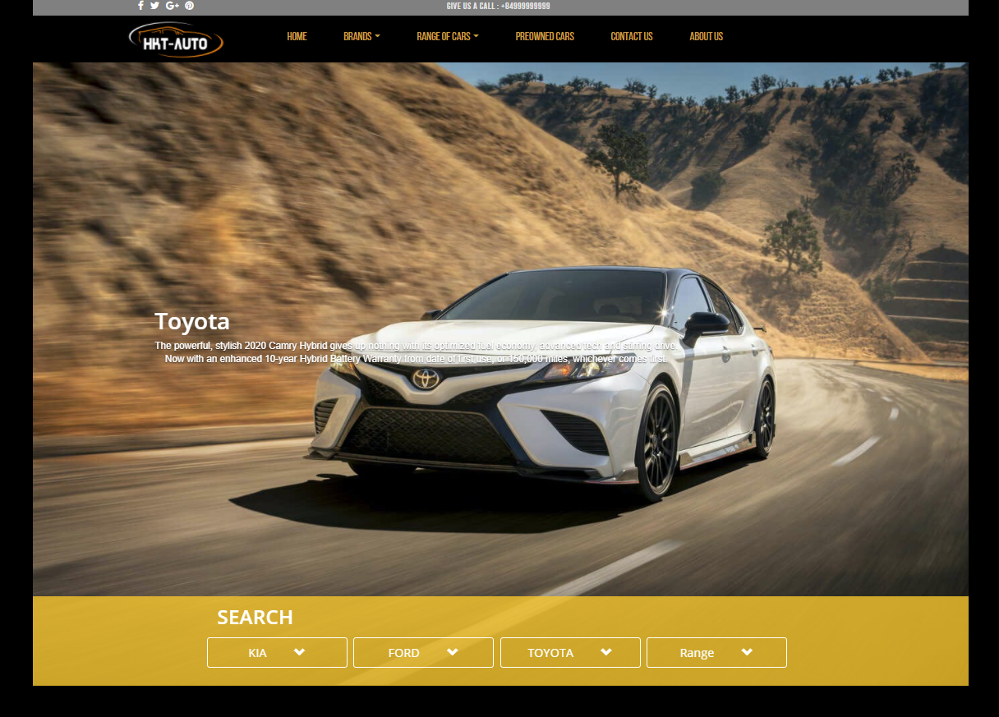 GIVE US A CALL : +84999999999
HKT-AUTO
HOME BRANDS RANGE OF CARS PREOWNED CARS CONTACT US ABOUT US
Toyota
The powerful, stylish 2020 Camry Hybrid gives up nothing with its optimized fuel economy, advanced tech and stirring drive.
Now with an enhanced 10-year Hybrid Battery Warranty from date of first use, or 150,000 miles, whichever comes first.
SEARCH
KIA FORD TOYOTA Range